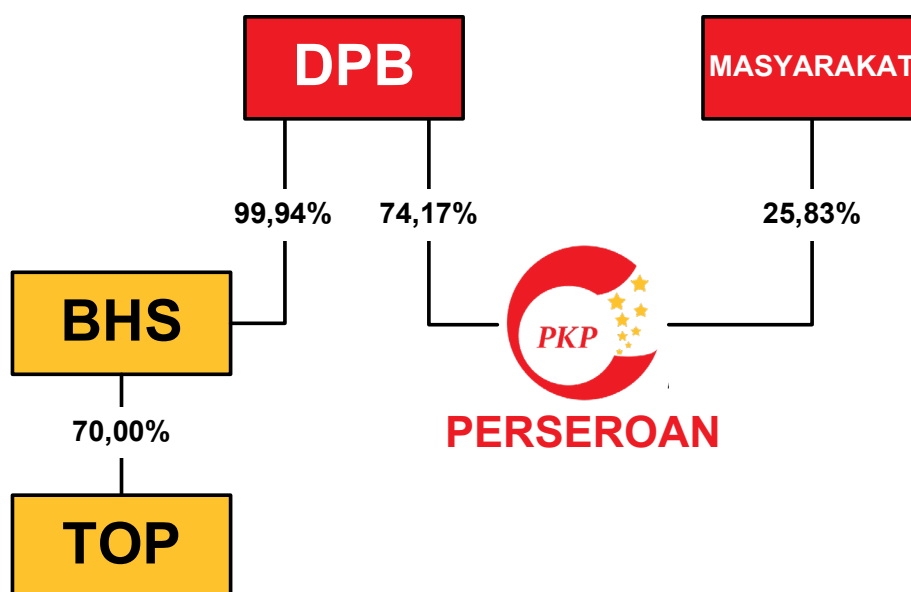 DPB
MASYARAKAT
99,94%
74,17%
25,83%
BHS
PKP
PERSEROAN
70,00%
TOP